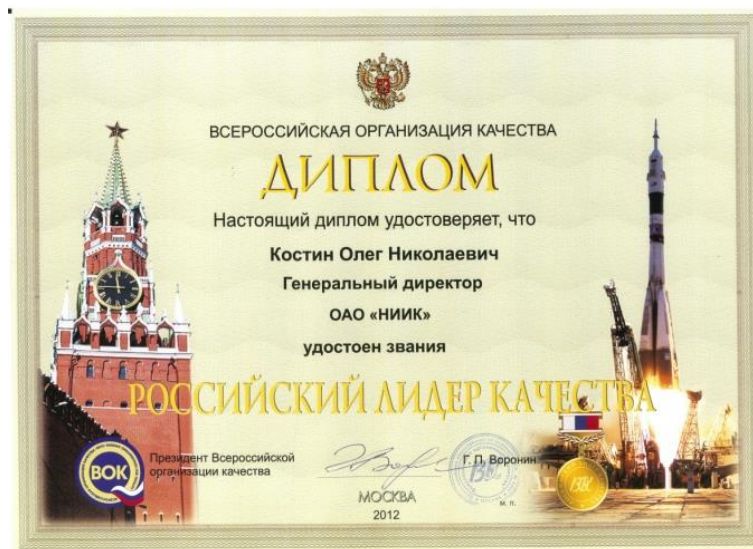 ВСЕРОССИЙСКАЯ ОРГАНИЗАЦИЯ КАЧЕСТВА
ДИПЛОМ
Настоящий диплом удостоверяет, что
Костин Олег Николаевич
Генеральный директор
ОАО «НИИК»
удостоен звания
РОССИЙСКИЙ ЛИДЕР КАЧЕСТВА
ВОК
Президент Всероссийской
организации качества
Г. П. Воронин
м. п.
МОСКВА
2012